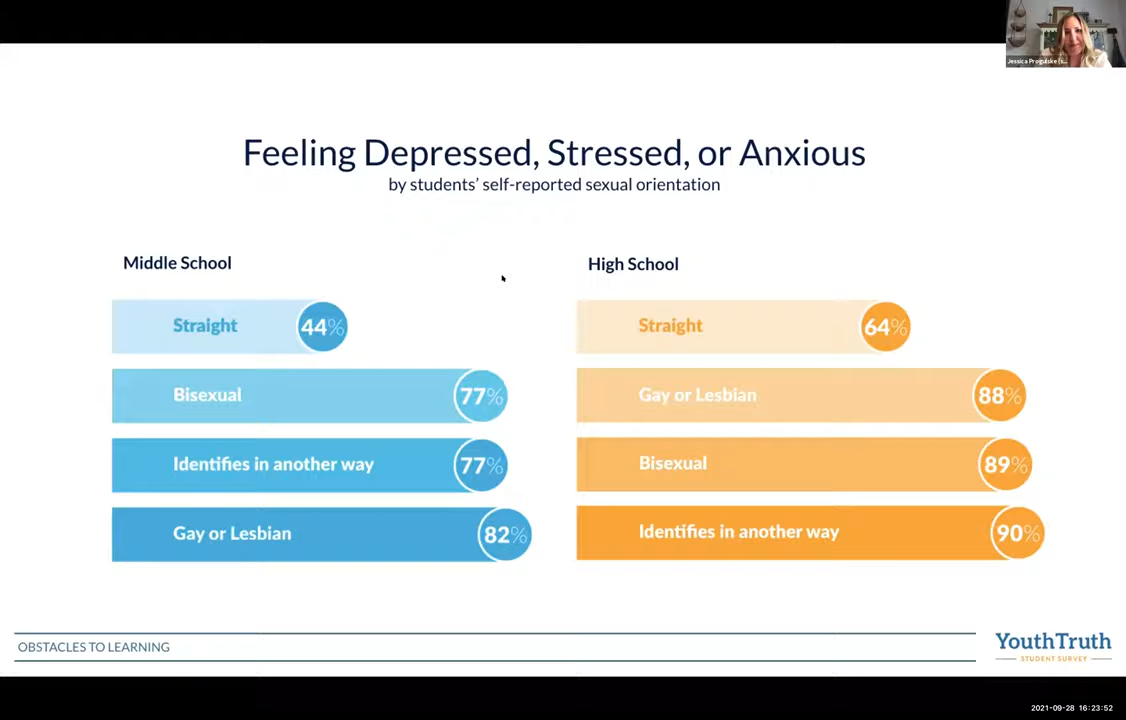 Jessica Progulske (s...
Feeling Depressed, Stressed, or Anxious
by students' self-reported sexual orientation
Middle School
Straight 44%
Bisexual 77%
Identifies in another way 77%
Gay or Lesbian 82%
High School
Straight 64%
Gay or Lesbian 88%
Bisexual 89%
Identifies in another way 90%
OBSTACLES TO LEARNING
YouthTruth
STUDENT SURVEY
2021-09-28 16:23:52